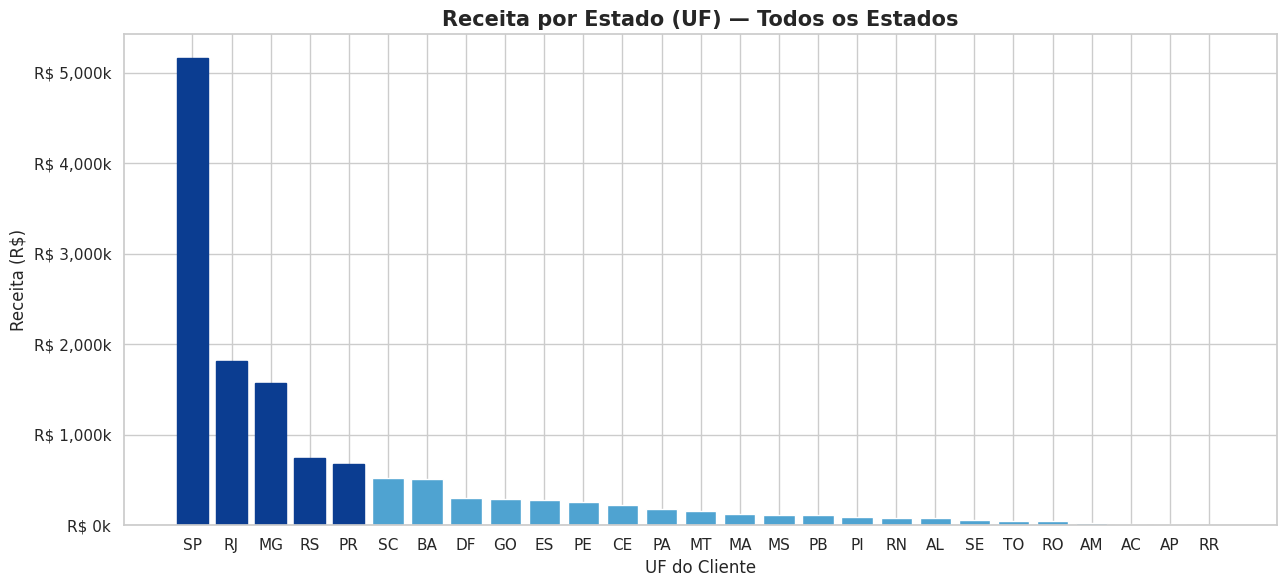 Receita por Estado (UF) — Todos os Estados
R$ 5,000k
R$ 4,000k
R$ 3,000k
R$ 2,000k
R$ 1,000k
R$ 0k
Receita (R$)
SP RJ MG RS PR SC BA DF GO ES PE CE PA MT MA MS PB PI RN AL SE TO RO AM AC AP RR
UF do Cliente